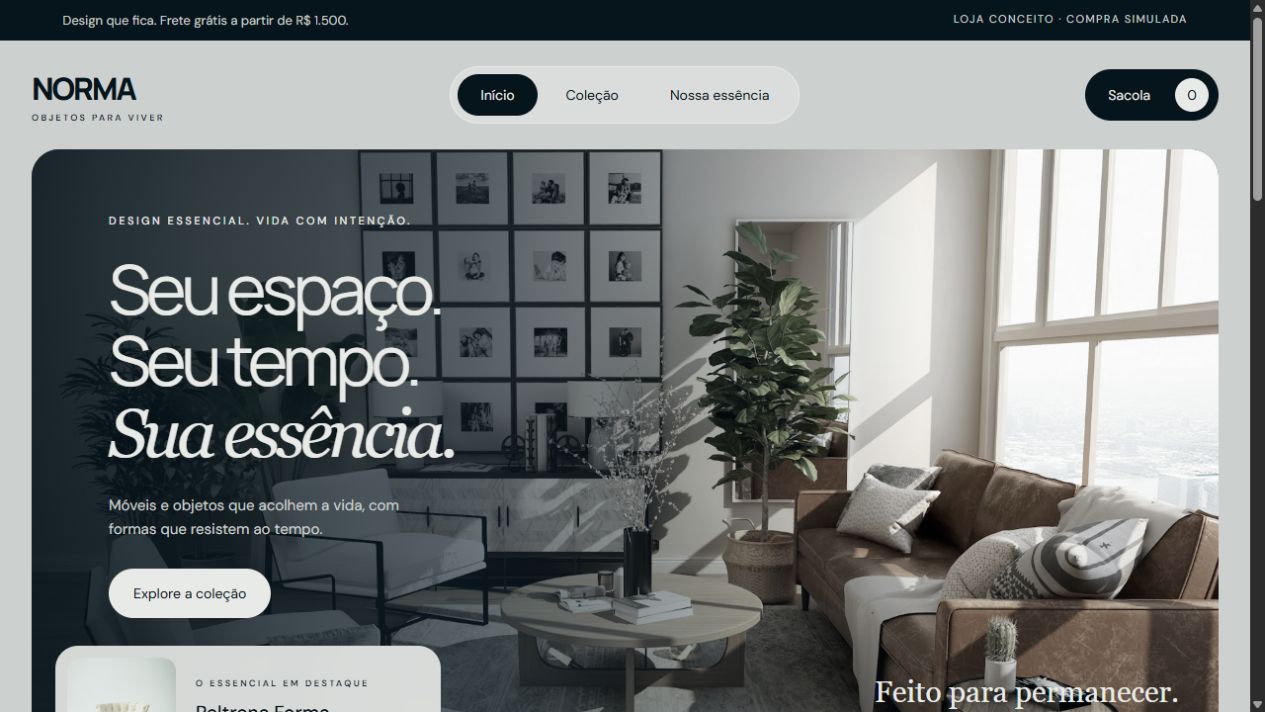 Design que fica. Frete grátis a partir de R$ 1.500.
LOJA CONCEITO · COMPRA SIMULADA
NORMA
OBJETOS PARA VIVER
Início
Coleção
Nossa essência
Sacola 0
DESIGN ESSENCIAL. VIDA COM INTENÇÃO.
Seu espaço.
Seu tempo.
Sua essência.
Móveis e objetos que acolhem a vida, com
formas que resistem ao tempo.
Explore a coleção
O ESSENCIAL EM DESTAQUE
Poltrona Forma
Feito para permanecer.